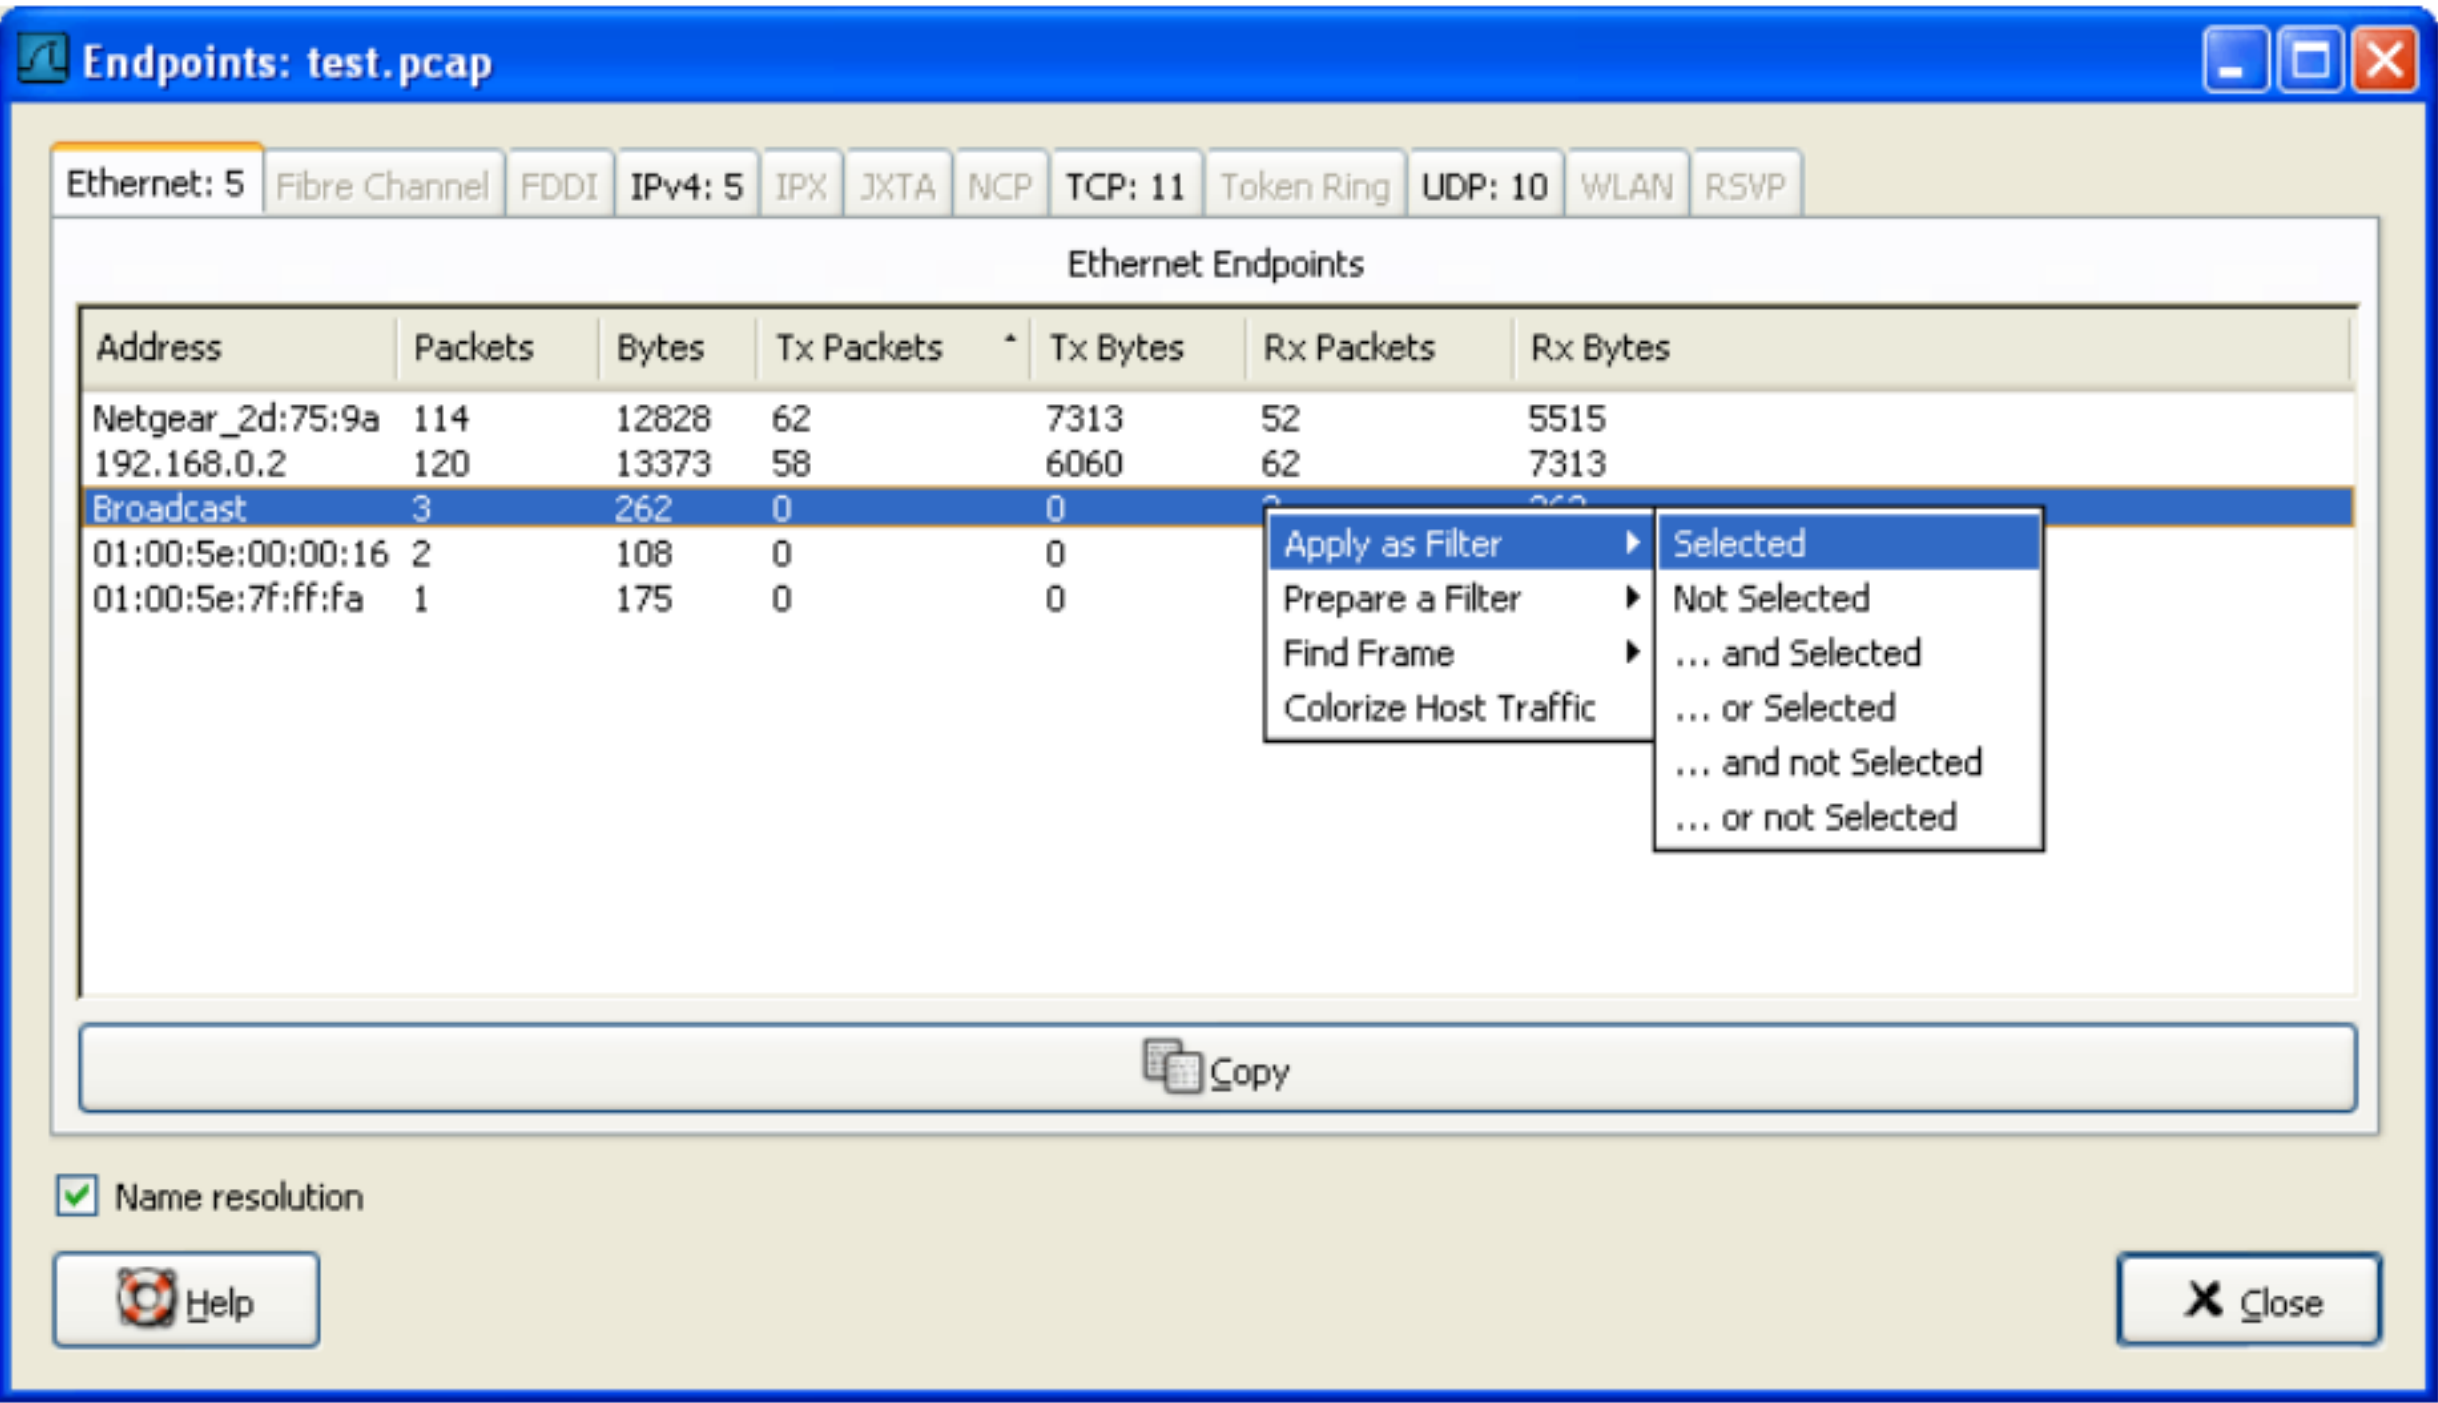 Endpoints: test.pcap
Ethernet: 5 Fibre Channel FDDI IPv4: 5 IPX JXTA NCP TCP: 11 Token Ring UDP: 10 WLAN RSVP
Ethernet Endpoints
Address Packets Bytes Tx Packets Tx Bytes Rx Packets Rx Bytes
Netgear_2d:75:9a 114 12828 62 7313 52 5515
192.168.0.2 120 13373 58 6060 62 7313
Broadcast 3 262 0 0
01:00:5e:00:00:16 2 108 0 0
01:00:5e:7f:ff:fa 1 175 0 0
Apply as Filter
Prepare a Filter
Find Frame
Colorize Host Traffic
Selected
Not Selected
... and Selected
... or Selected
... and not Selected
... or not Selected
Copy
Name resolution
Help
Close